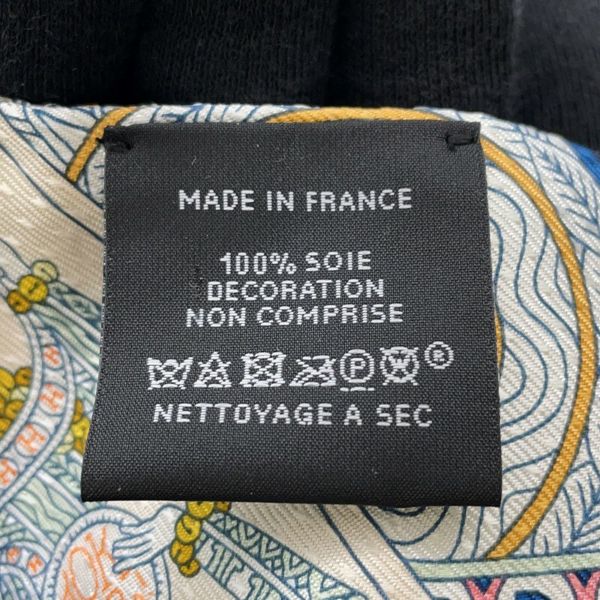 MADE IN FRANCE
100% SOIE
DECORATION
NON COMPRISE
P W ®
NETTOYAGE A SEC